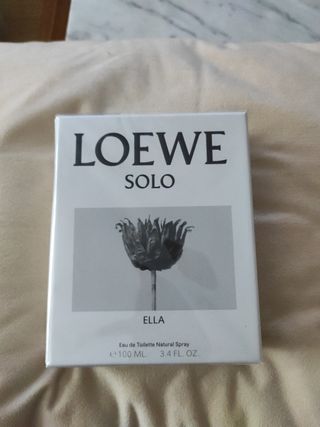 LOEWE
SOLO
ELLA
Eau de Toilette Natural Spray
℮100 ML. 3.4 FL. OZ.